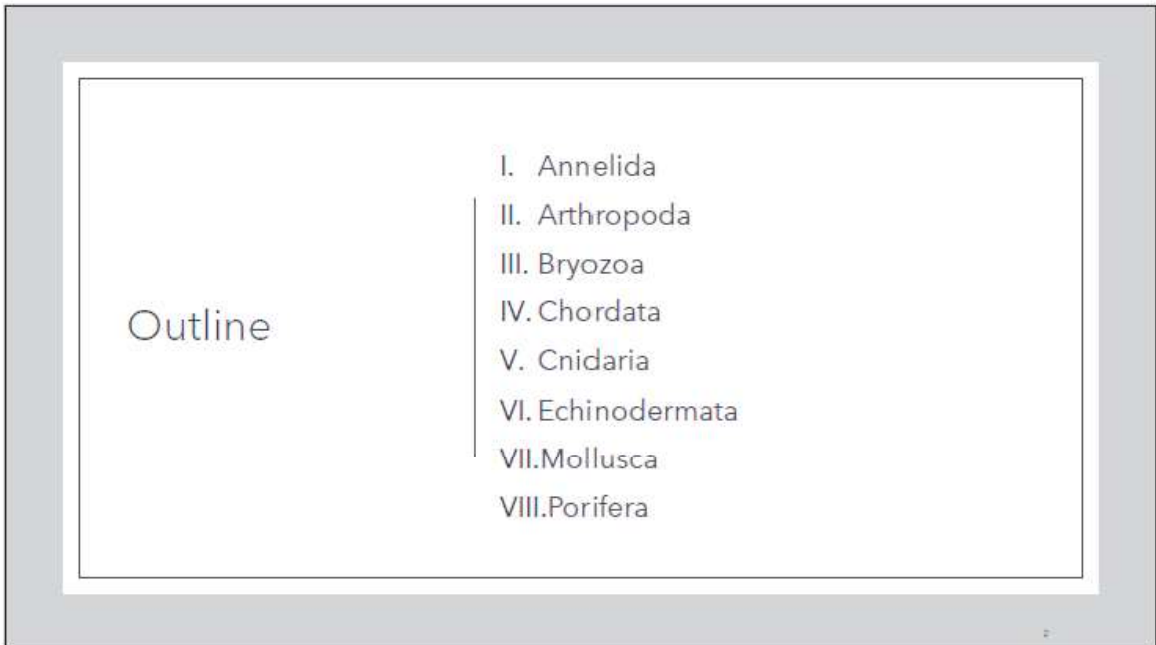 Outline
I. Annelida
II. Arthropoda
III. Bryozoa
IV. Chordata
V. Cnidaria
VI. Echinodermata
VII.Mollusca
VIII.Porifera